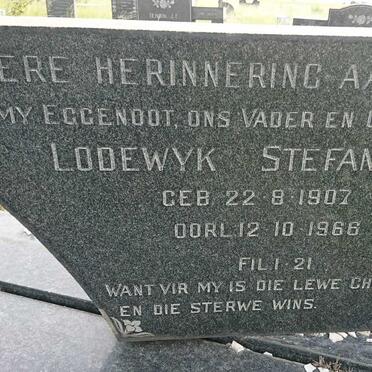 ERE HERINNERING AA
MY EGGENOOT, ONS VADER EN
LODEWYK STEFAN
GEB 22-8-1907
OORL. 12-10-1966
FIL. 1-21
WANT VIR MY IS DIE LEWE CH
EN DIE STERWE WINS.